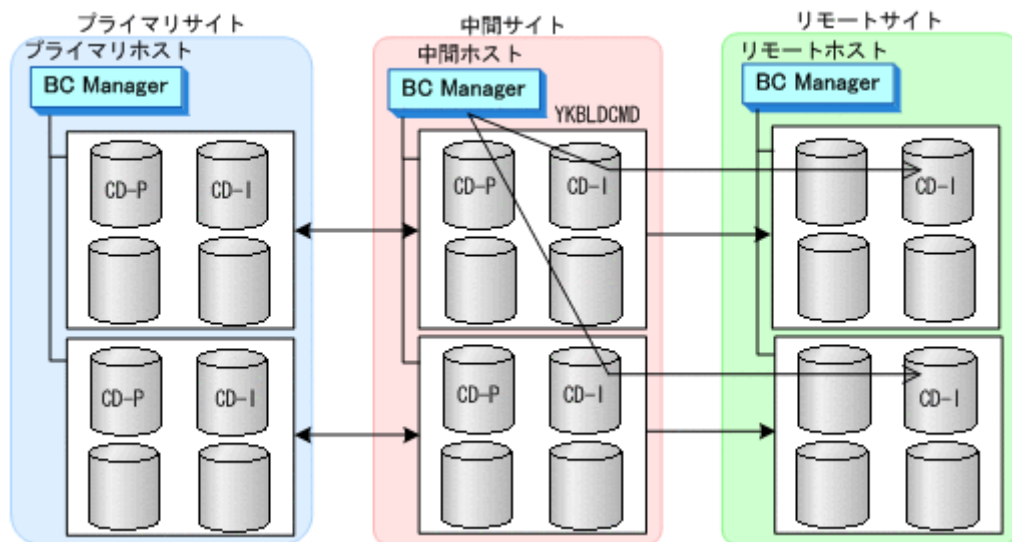 プライマリサイト
プライマリホスト
BC Manager
CD-P
CD-I
CD-P
CD-I
中間サイト
中間ホスト
BC Manager
YKBLDCMD
CD-P
CD-I
CD-P
CD-I
リモートサイト
リモートホスト
BC Manager
CD-I
CD-I